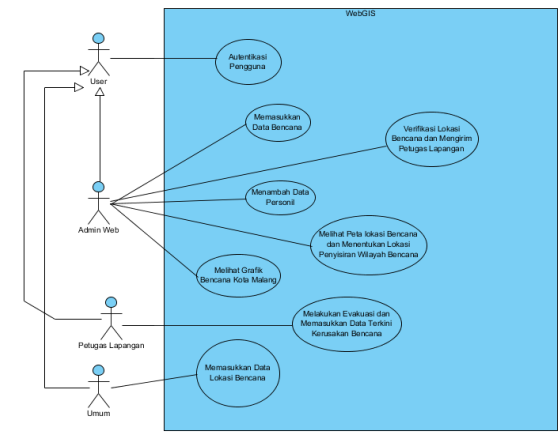 WebGIS
Autentikasi
Pengguna
User
Memasukkan
Data Bencana
Verifikasi Lokasi
Bencana dan Mengirim
Petugas Lapangan
Menambah Data
Personil
Admin Web
Melihat Peta lokasi Bencana
dan Menentukan Lokasi
Penyisiran Wilayah Bencana
Melihat Grafik
Bencana Kota Malang
Melakukan Evakuasi dan
Memasukkan Data Terkini
Kerusakan Bencana
Petugas Lapangan
Memasukkan Data
Lokasi Bencana
Umum